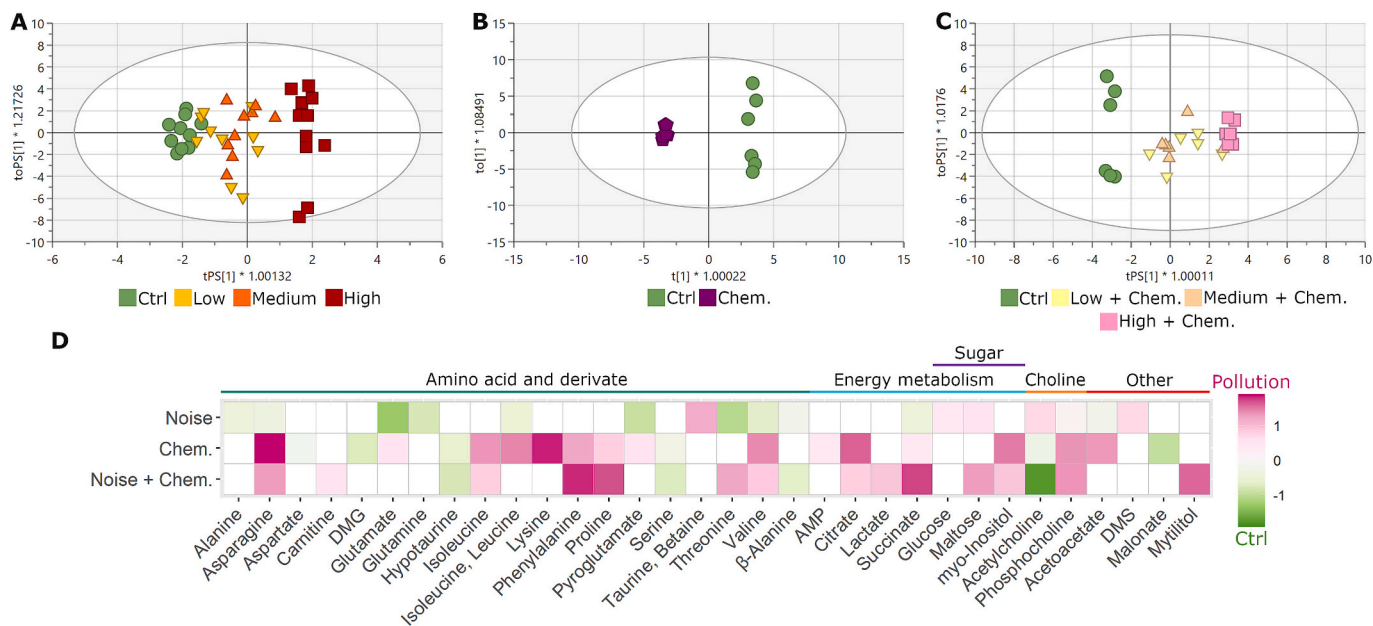 A
B
C
10
8
6
4
2
0
-2
-4
-6
-8
-10
toPS[1] * 1.21726
-6
-4
-2
0
2
4
6
tPS[1] * 1.00132
Ctrl Low Medium High
15
10
5
0
-5
-10
-15
to[1] * 1.08491
-15
-10
-5
0
5
10
15
t[1] * 1.00022
Ctrl Chem.
10
8
6
4
2
0
-2
-4
-6
-8
-10
toPS[1] * 1.0176
-10
-8
-6
-4
-2
0
2
4
6
8
10
tPS[1] * 1.00011
Ctrl Low + Chem. Medium + Chem.
High + Chem.
D
Sugar
Amino acid and derivate Energy metabolism Choline Other Pollution
Noise
Chem.
Noise + Chem.
1
0
-1
Ctrl
Alanine
Asparagine
Aspartate
Carnitine
DMG
Glutamate
Glutamine
Hypotaurine
Isoleucine
Isoleucine, Leucine
Lysine
Phenylalanine
Proline
Pyroglutamate
Serine
Taurine, Betaine
Threonine
Valine
β-Alanine
AMP
Citrate
Lactate
Succinate
Glucose
Maltose
myo-Inositol
Acetylcholine
Phosphocholine
Acetoacetate
DMS
Malonate
Mytilitol